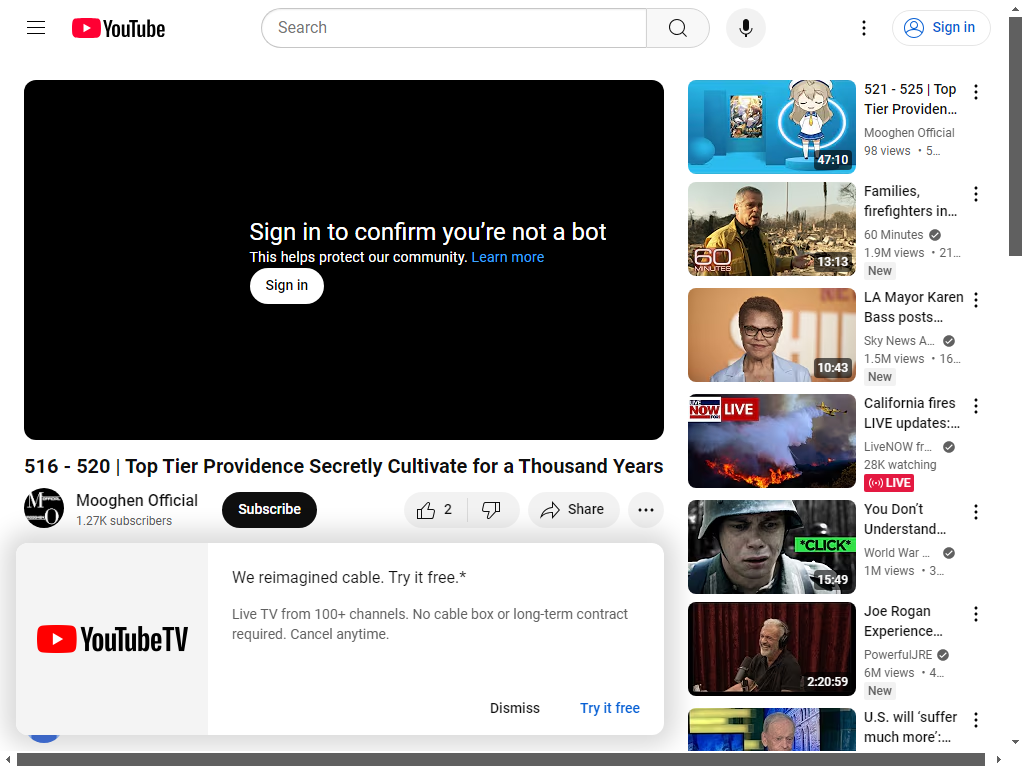 YouTube
Search
Sign in
Sign in to confirm you’re not a bot
This helps protect our community. Learn more
Sign in
516 - 520 | Top Tier Providence Secretly Cultivate for a Thousand Years
Mooghen Official
1.27K subscribers
Subscribe
2
Share
We reimagined cable. Try it free.*
Live TV from 100+ channels. No cable box or long-term contract
required. Cancel anytime.
YouTubeTV
Dismiss
Try it free
47:10
521 - 525 | Top
Tier Providen…
Mooghen Official
98 views • 5…
60
MINUTES
13:13
Families,
firefighters in…
60 Minutes
1.9M views • 21…
New
10:43
LA Mayor Karen
Bass posts…
Sky News A…
1.5M views • 16…
New
LIVE
NOW
LIVE
California fires
LIVE updates:…
LiveNOW fr…
28K watching
LIVE
*CLICK*
15:49
You Don’t
Understand…
World War …
1M views • 3…
2:20:59
Joe Rogan
Experience…
PowerfulJRE
6M views • 4…
New
U.S. will ‘suffer
much more’:…